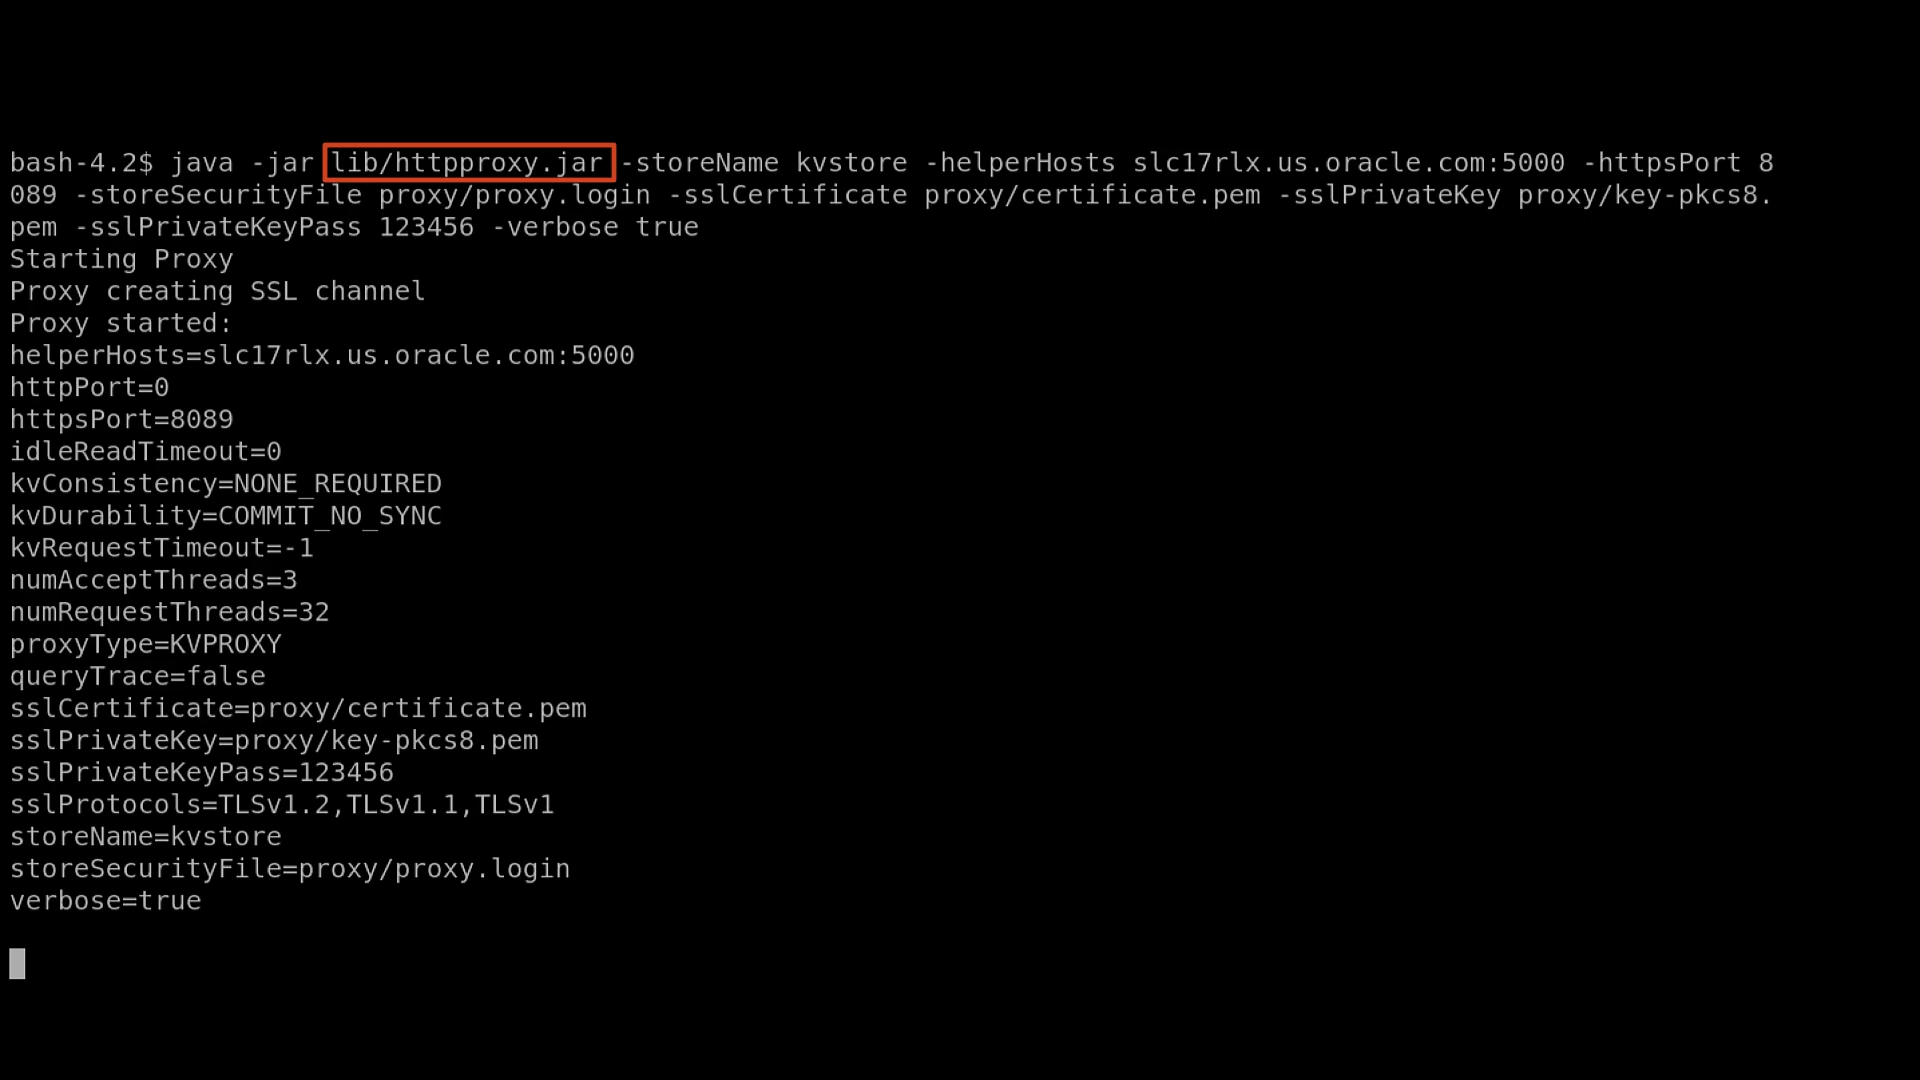 bash-4.2$ java -jar lib/httpproxy.jar -storeName kvstore -helperHosts slc17rlx.us.oracle.com:5000 -httpsPort 8
089 -storeSecurityFile proxy/proxy.login -sslCertificate proxy/certificate.pem -sslPrivateKey proxy/key-pkcs8.
pem -sslPrivateKeyPass 123456 -verbose true
Starting Proxy
Proxy creating SSL channel
Proxy started:
helperHosts=slc17rlx.us.oracle.com:5000
httpPort=0
httpsPort=8089
idleReadTimeout=0
kvConsistency=NONE_REQUIRED
kvDurability=COMMIT_NO_SYNC
kvRequestTimeout=-1
numAcceptThreads=3
numRequestThreads=32
proxyType=KVPROXY
queryTrace=false
sslCertificate=proxy/certificate.pem
sslPrivateKey=proxy/key-pkcs8.pem
sslPrivateKeyPass=123456
sslProtocols=TLSv1.2,TLSv1.1,TLSv1
storeName=kvstore
storeSecurityFile=proxy/proxy.login
verbose=true